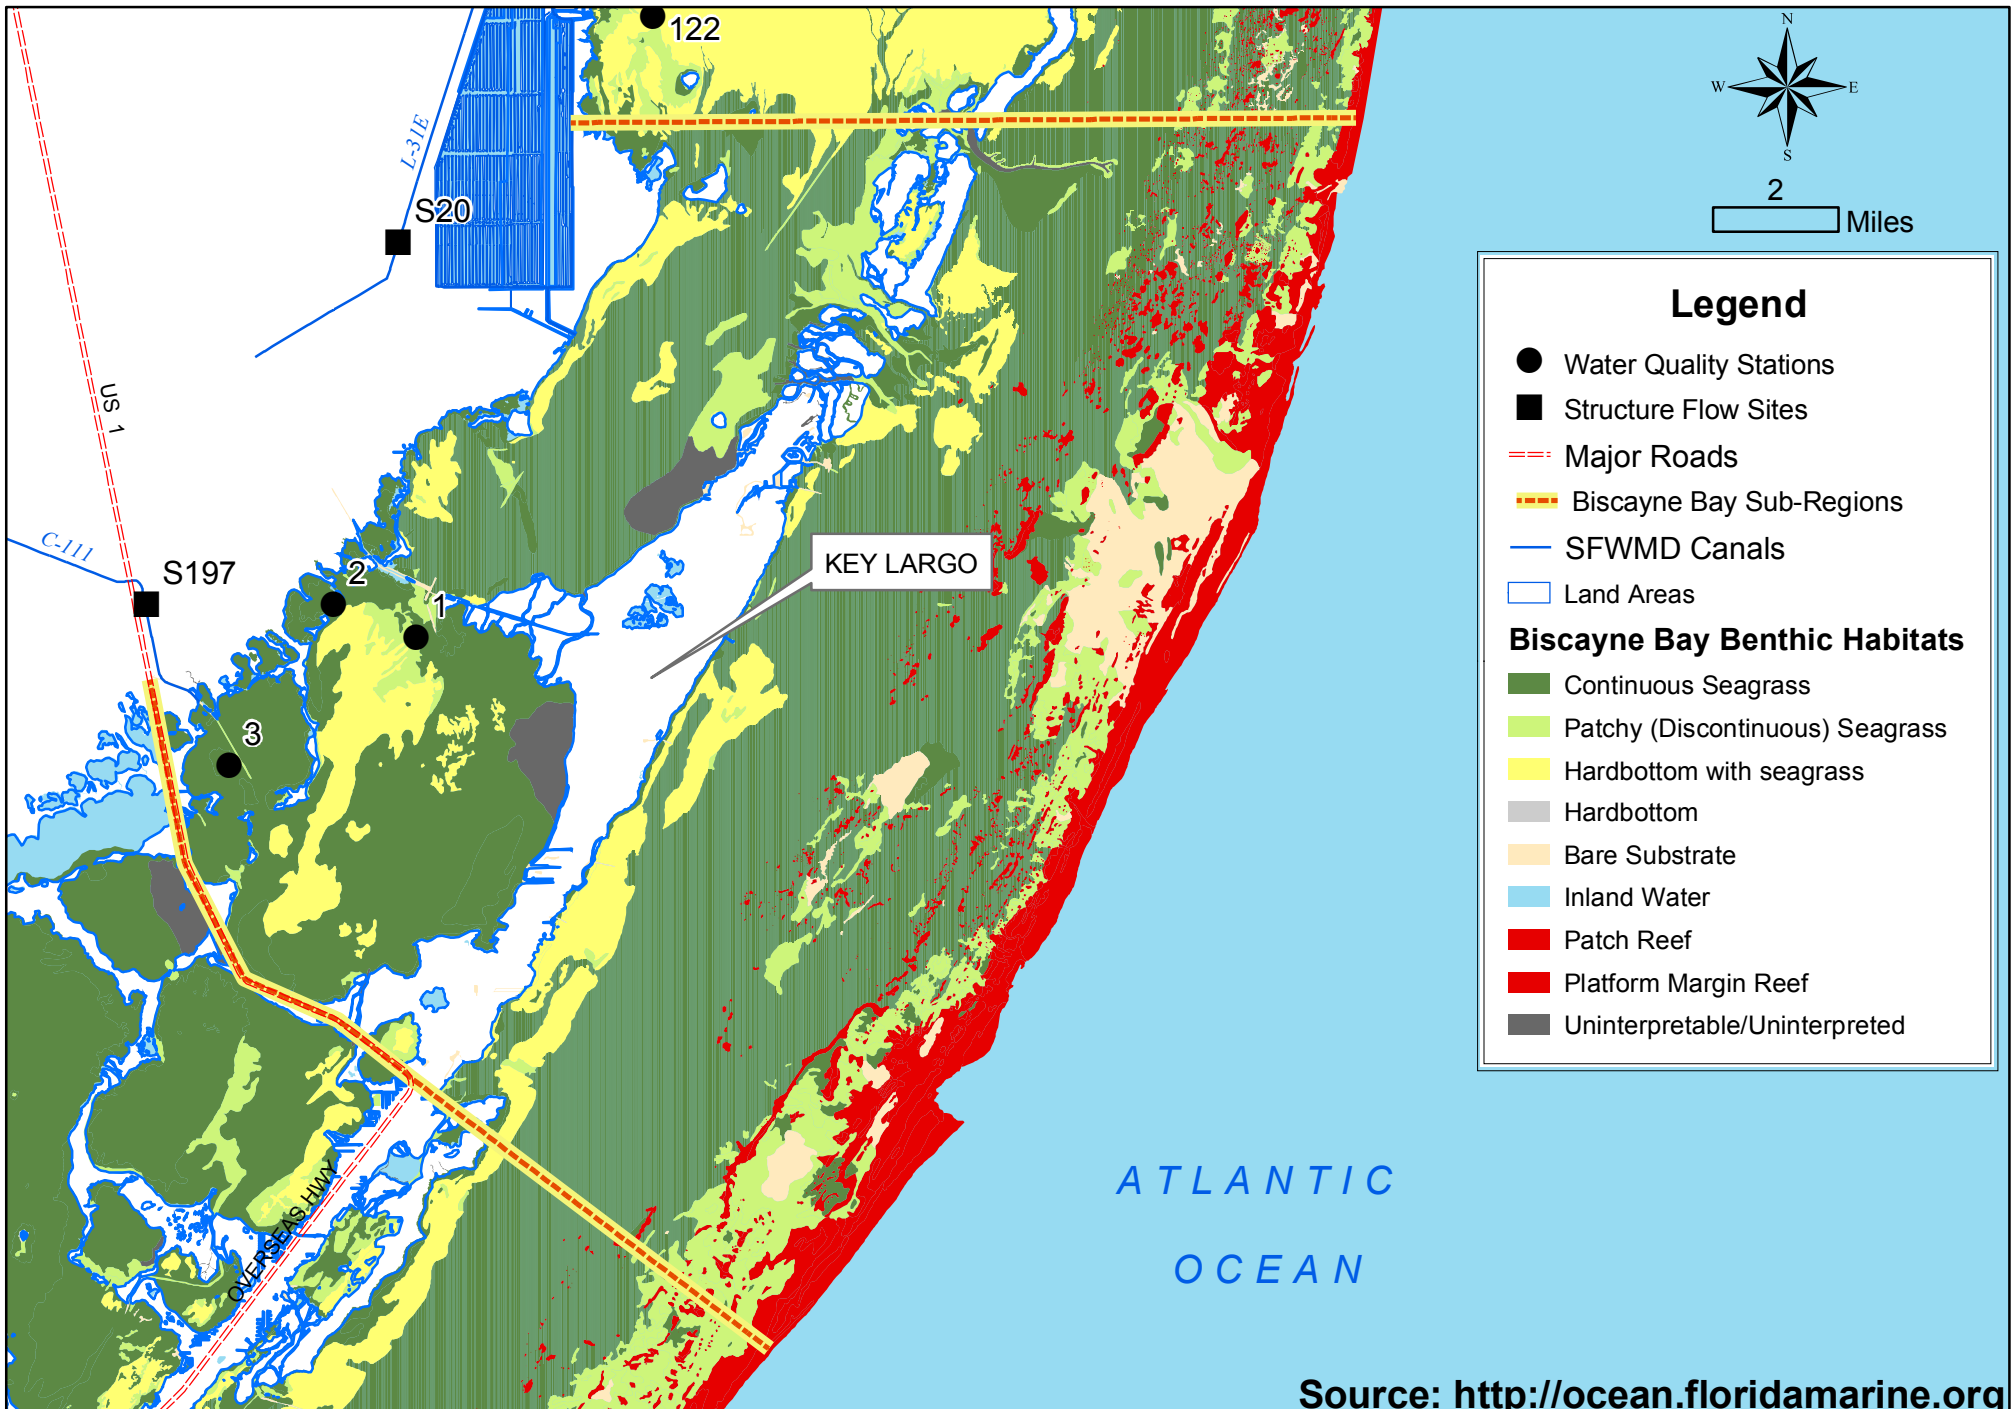 122
N
W
E
S
2
Miles
L-31E
S20
US 1
C-111
S197
2
1
3
KEY LARGO
OVERSEAS HWY
ATLANTIC
OCEAN
Legend
Water Quality Stations
Structure Flow Sites
Major Roads
Biscayne Bay Sub-Regions
SFWMD Canals
Land Areas
Biscayne Bay Benthic Habitats
Continuous Seagrass
Patchy (Discontinuous) Seagrass
Hardbottom with seagrass
Hardbottom
Bare Substrate
Inland Water
Patch Reef
Platform Margin Reef
Uninterpretable/Uninterpreted
Source: http://ocean.floridamarine.org